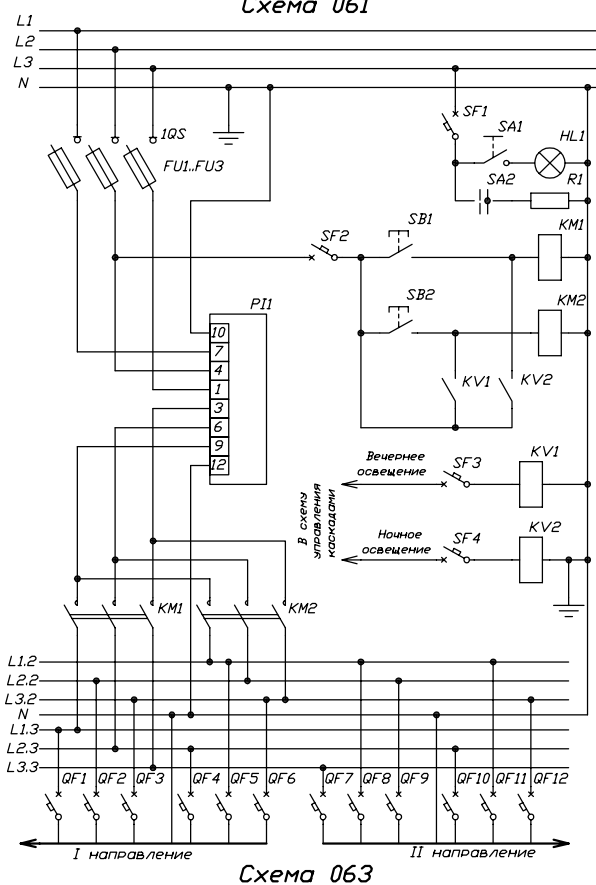 Схема 061
L1
L2
L3
N
1QS
FU1..FU3
SF1
SA1
HL1
SA2
R1
SF2
SB1
KM1
SB2
KM2
PI1
10
7
4
1
3
6
9
12
KV1
KV2
В схему
управления
каскадами
Вечернее
освещение
SF3
KV1
Ночное
освещение
SF4
KV2
KM1
KM2
L1.2
L2.2
L3.2
N
L1.3
L2.3
L3.3
QF1
QF2
QF3
QF4
QF5
QF6
QF7
QF8
QF9
QF10
QF11
QF12
I направление
II направление
Схема 063